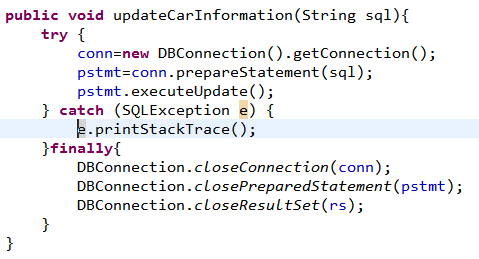 public void updateCarInformation(String sql){
    try {
        conn=new DBConnection().getConnection();
        pstmt=conn.prepareStatement(sql);
        pstmt.executeUpdate();
    } catch (SQLException e) {
        e.printStackTrace();
    }finally{
        DBConnection.closeConnection(conn);
        DBConnection.closePreparedStatement(pstmt);
        DBConnection.closeResultSet(rs);
    }
}